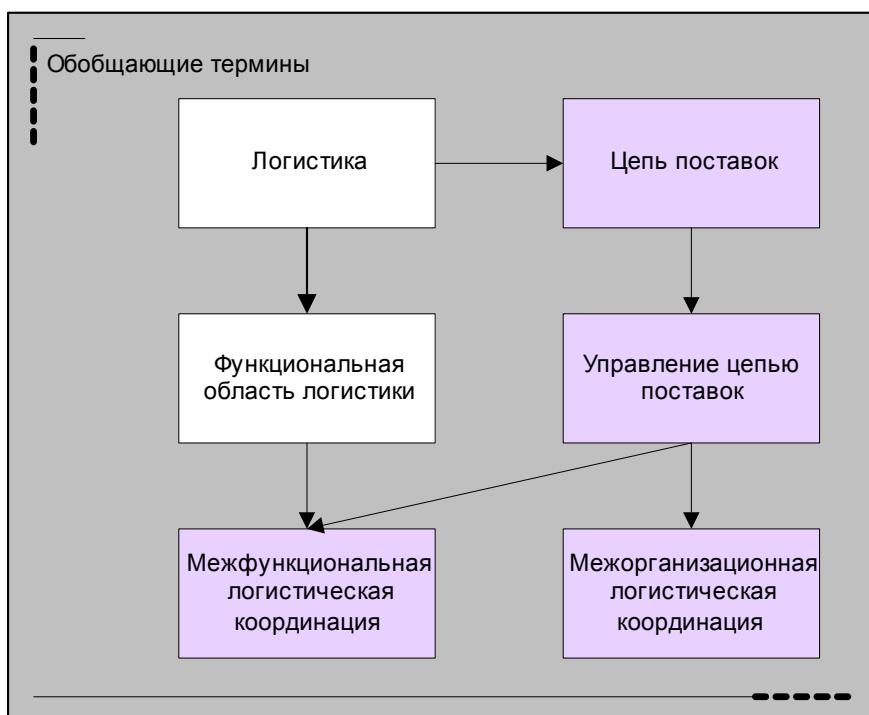 Обобщающие термины
Логистика
Цепь поставок
Функциональная
область логистики
Управление цепью
поставок
Межфункциональная
логистическая
координация
Межорганизационная
логистическая
координация